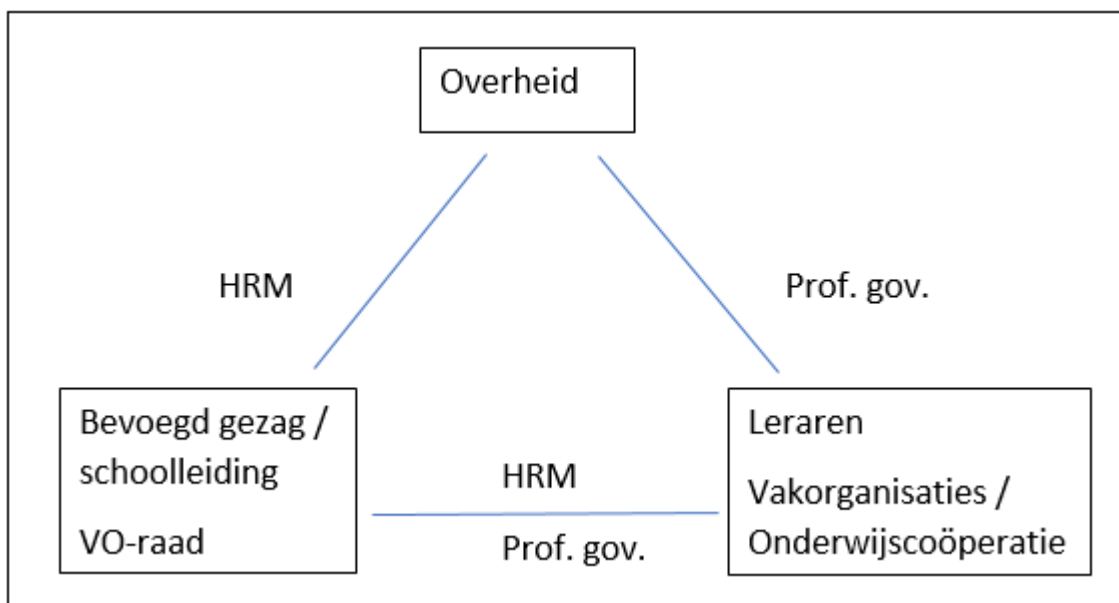 Overheid
HRM
Prof. gov.
Bevoegd gezag /
schoolleiding
VO-raad
HRM
Prof. gov.
Leraren
Vakorganisaties /
Onderwijscoöperatie